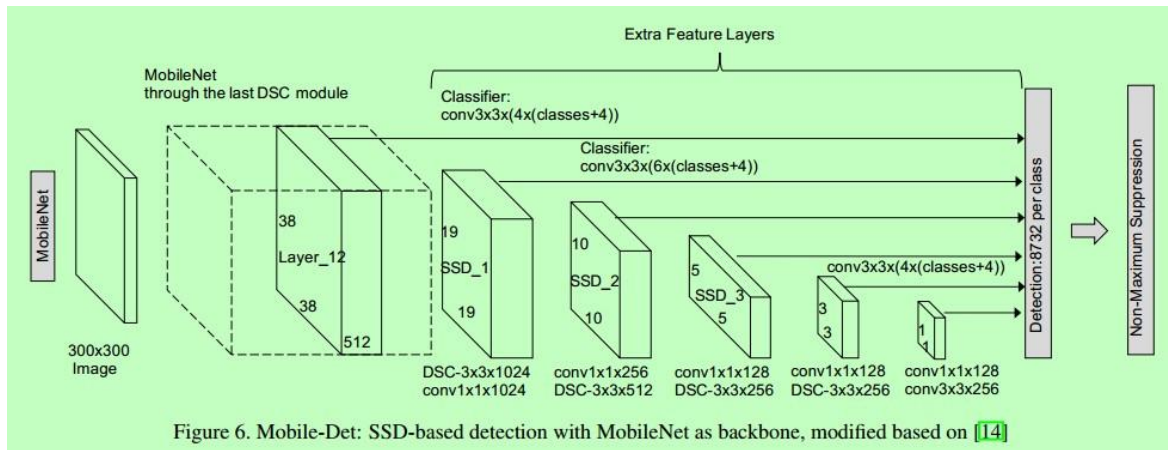 Extra Feature Layers
MobileNet
through the last DSC module
Classifier:
conv3x3x(4x(classes+4))
Classifier:
conv3x3x(6x(classes+4))
MobileNet
38
Layer_12
38
512
19
SSD_1
19
10
SSD_2
10
5
SSD_3
5
conv3x3x(4x(classes+4))
3
3
1
1
Detection:8732 per class
Non-Maximum Suppression
300x300
Image
DSC-3x3x1024
conv1x1x1024
conv1x1x256
DSC-3x3x512
conv1x1x128
DSC-3x3x256
conv1x1x128
DSC-3x3x256
conv1x1x128
conv3x3x256
Figure 6. Mobile-Det: SSD-based detection with MobileNet as backbone, modified based on [14]